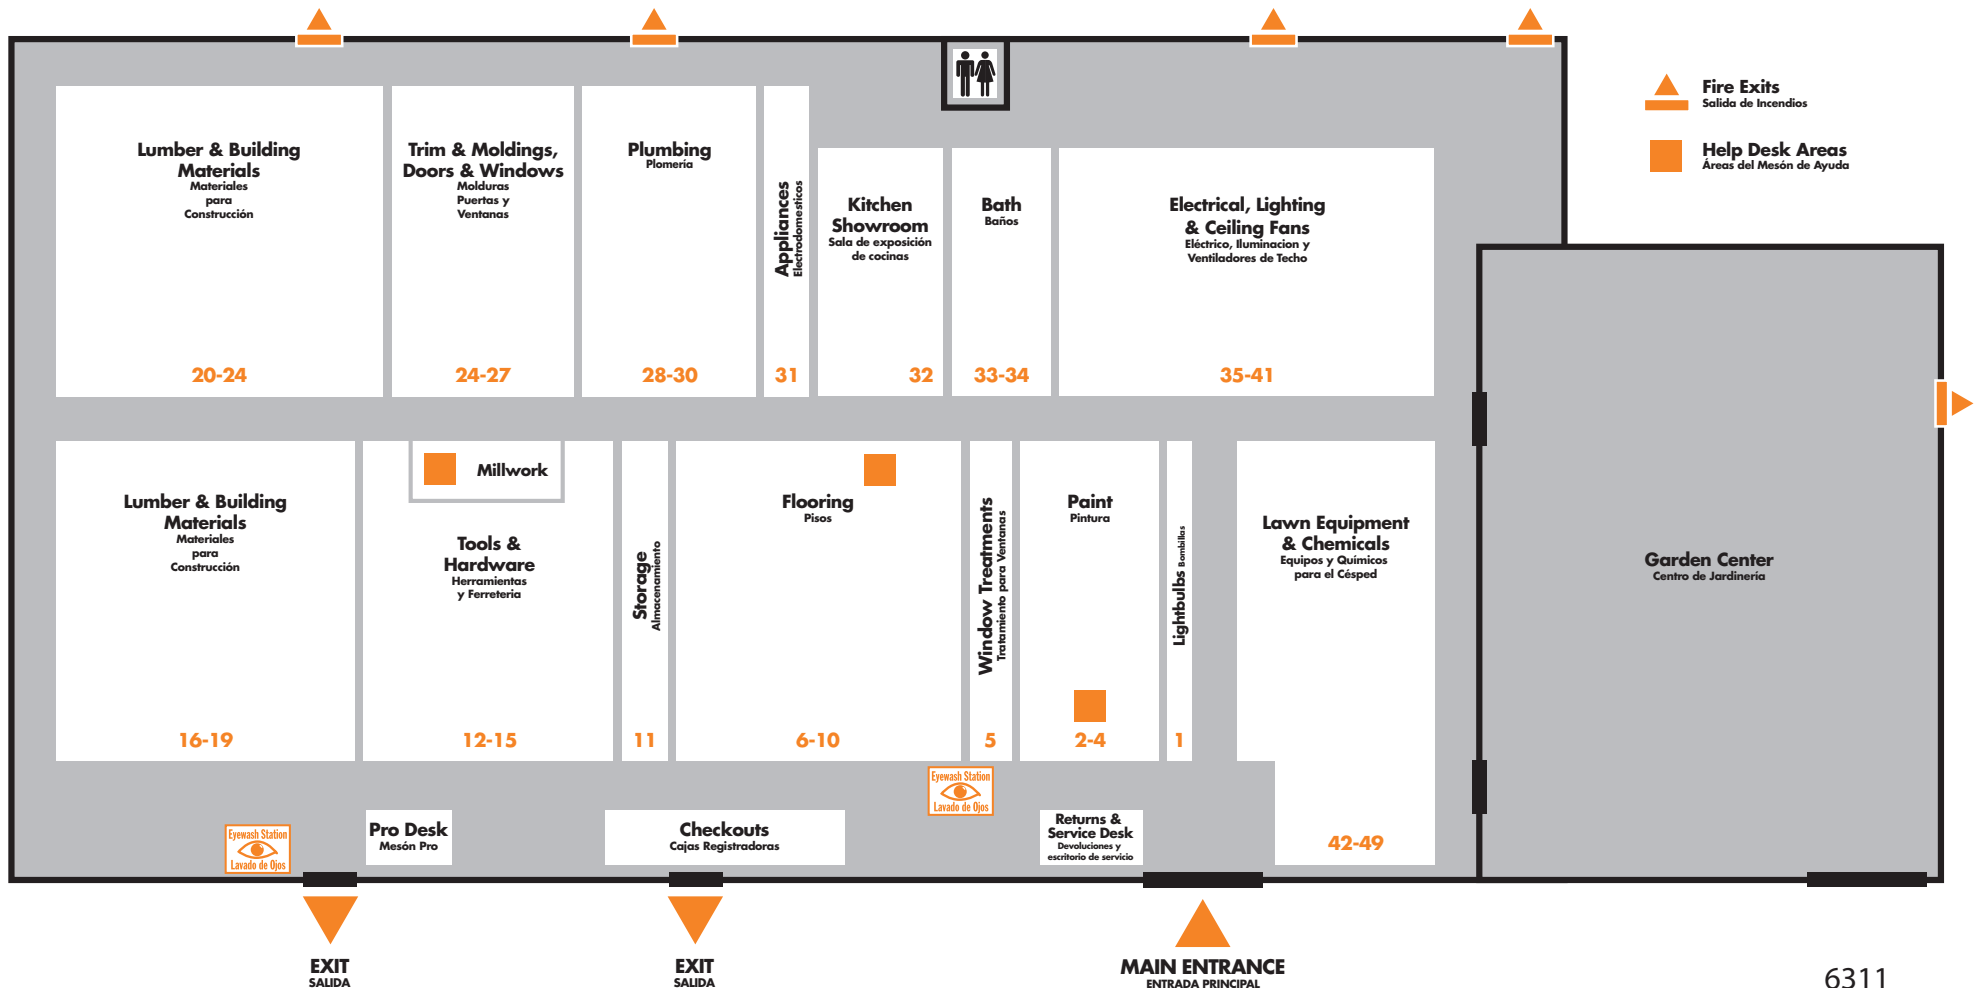 Fire Exits
Salida de Incendios
Help Desk Areas
Áreas del Mesón de Ayuda
Lumber & Building
Materials
Materiales
para
Construcción
20-24
Trim & Moldings,
Doors & Windows
Molduras
Puertas y
Ventanas
24-27
Plumbing
Plomería
28-30
Appliances
Electrodomesticos
31
Kitchen
Showroom
Sala de exposición
de cocinas
32
Bath
Baños
33-34
Electrical, Lighting
& Ceiling Fans
Eléctrico, Iluminacion y
Ventiladores de Techo
35-41
Lumber & Building
Materials
Materiales
para
Construcción
16-19
Millwork
Tools &
Hardware
Herramientas
y Ferreteria
12-15
Storage
Almacenamiento
11
Flooring
Pisos
6-10
Window Treatments
Tratamiento para Ventanas
5
Paint
Pintura
2-4
Lightbulbs Bombillas
1
Lawn Equipment
& Chemicals
Equipos y Químicos
para el Césped
42-49
Garden Center
Centro de Jardinería
Eyewash Station
Lavado de Ojos
Pro Desk
Mesón Pro
Checkouts
Cajas Registradoras
Eyewash Station
Lavado de Ojos
Returns &
Service Desk
Devoluciones y
escritorio de servicio
EXIT
SALIDA
EXIT
SALIDA
MAIN ENTRANCE
ENTRADA PRINCIPAL
6311